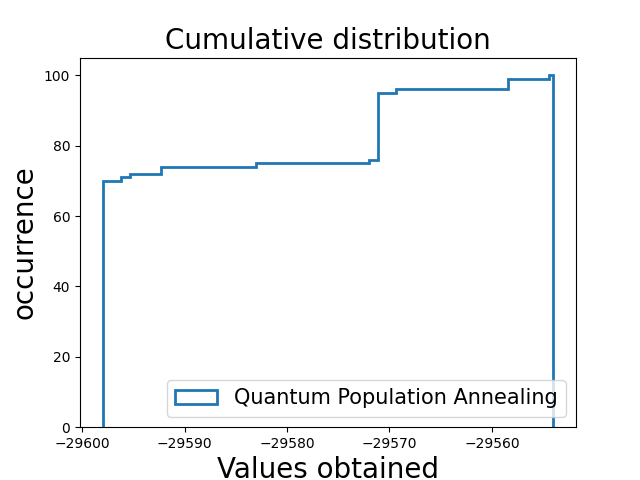 Cumulative distribution
100
80
60
40
20
0
occurrence
Quantum Population Annealing
−29600
−29590
−29580
−29570
−29560
Values obtained